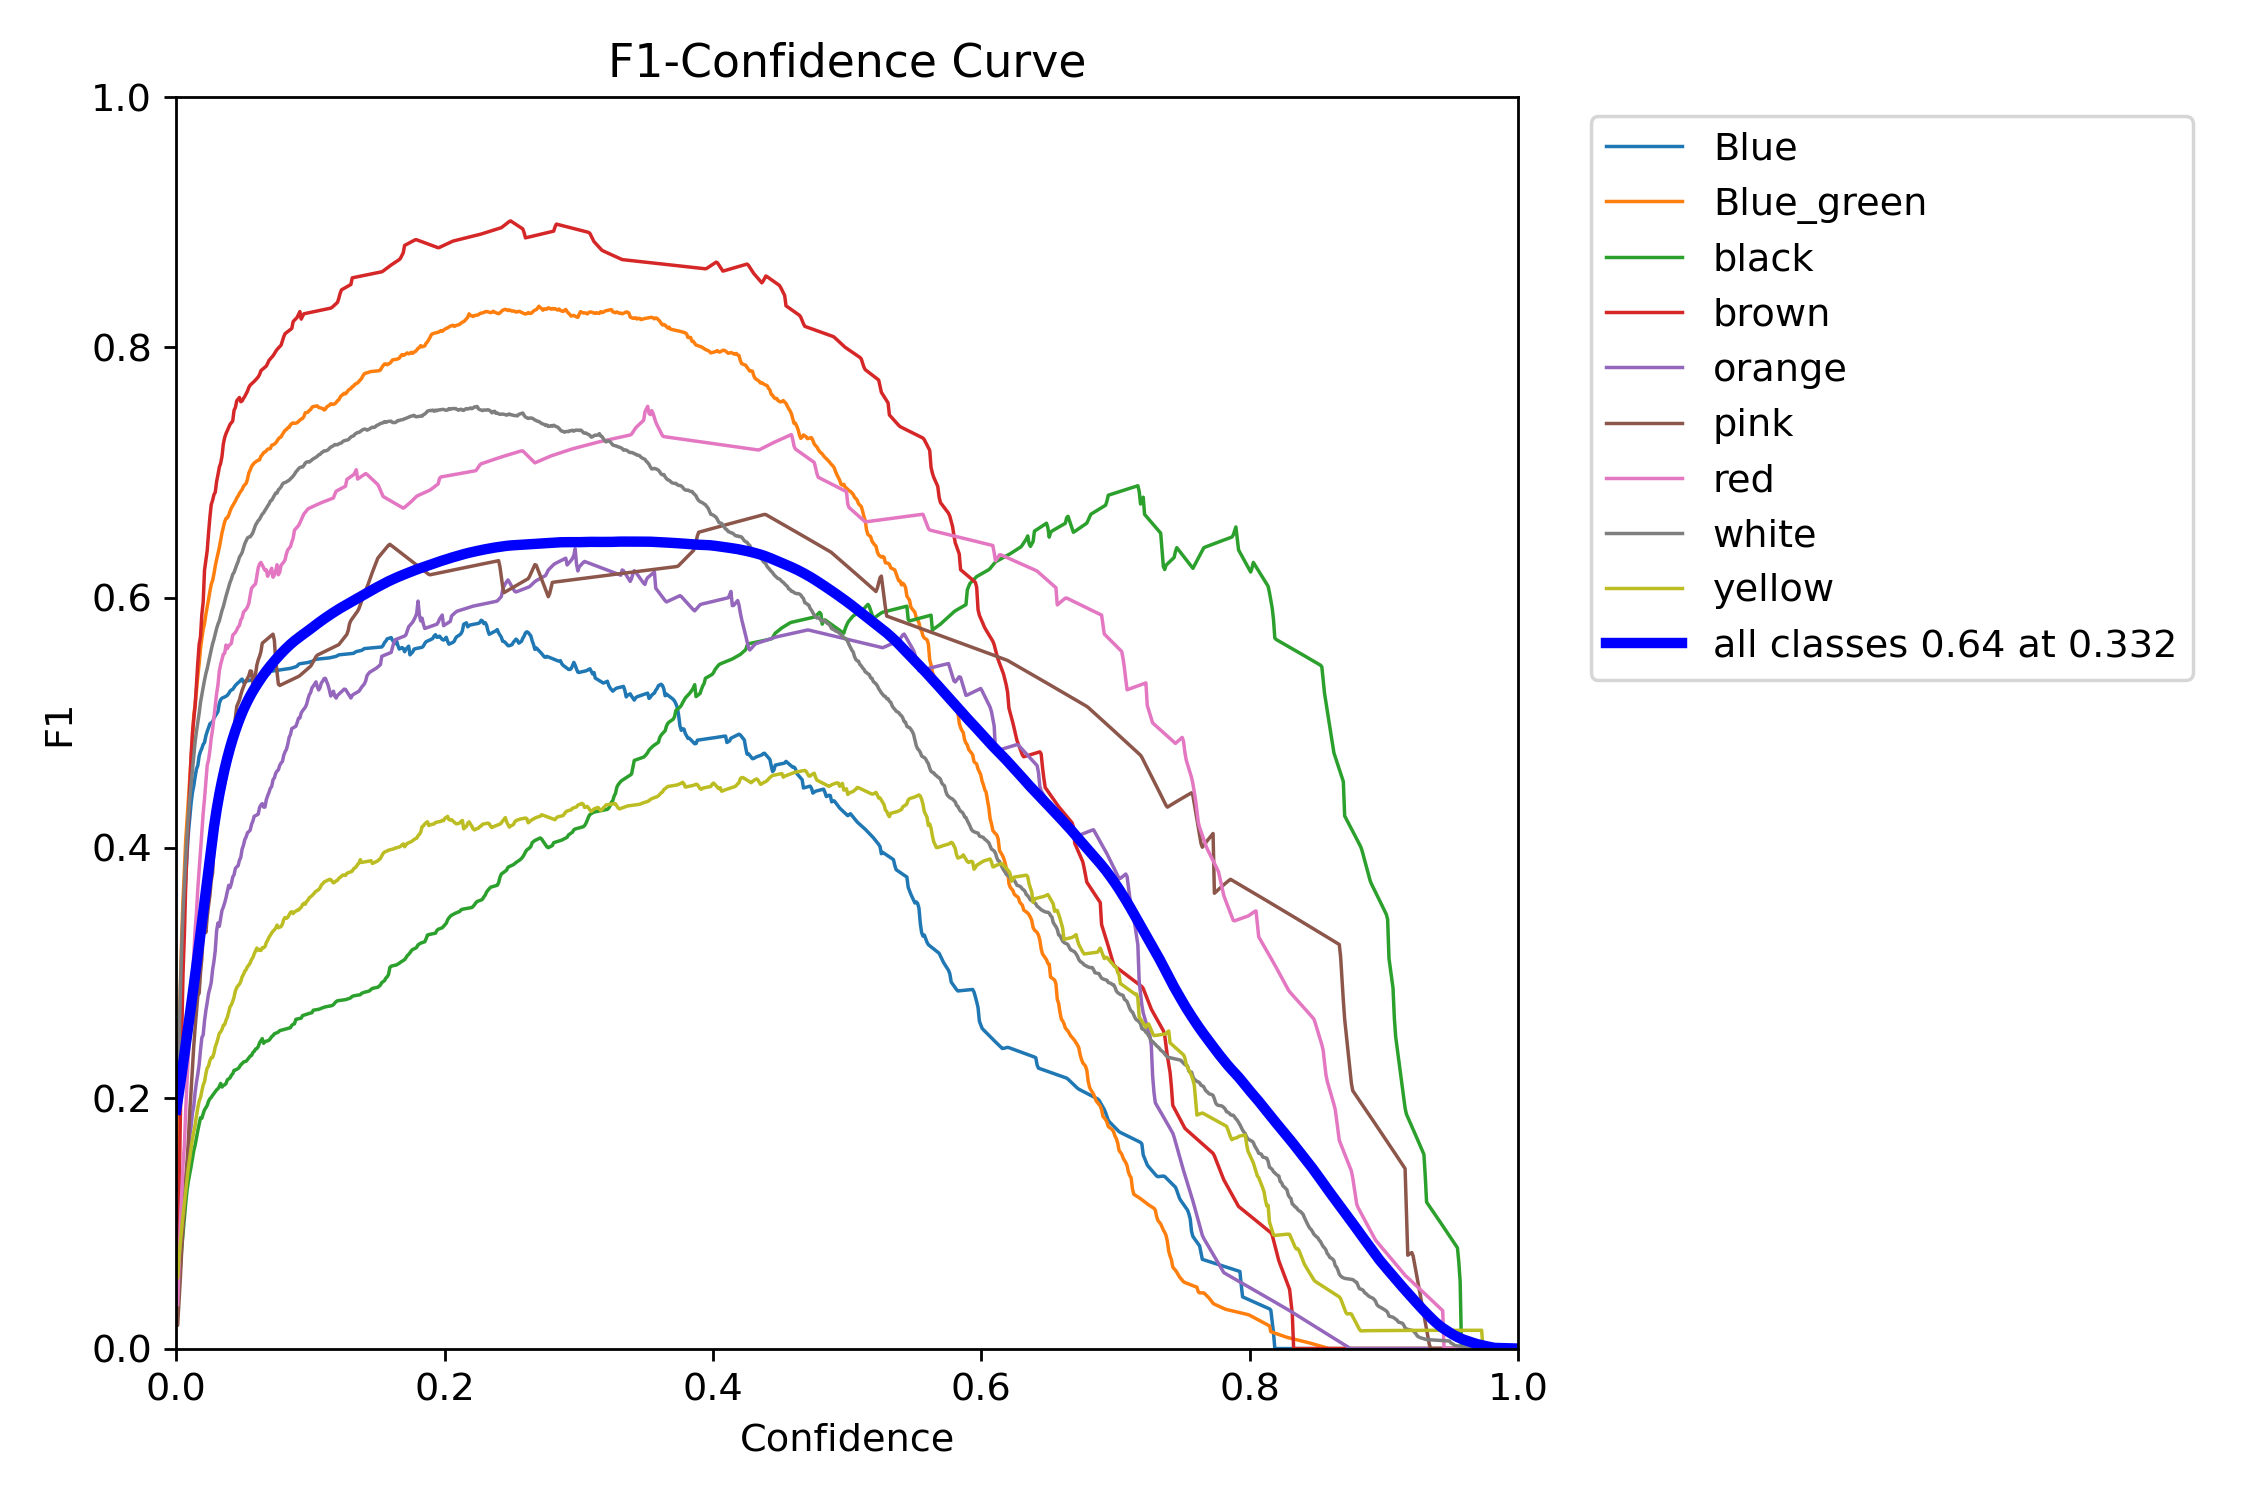 F1-Confidence Curve
1.0
0.8
0.6
0.4
0.2
0.0
F1
0.0 0.2 0.4 0.6 0.8 1.0
Confidence
Blue
Blue_green
black
brown
orange
pink
red
white
yellow
all classes 0.64 at 0.332